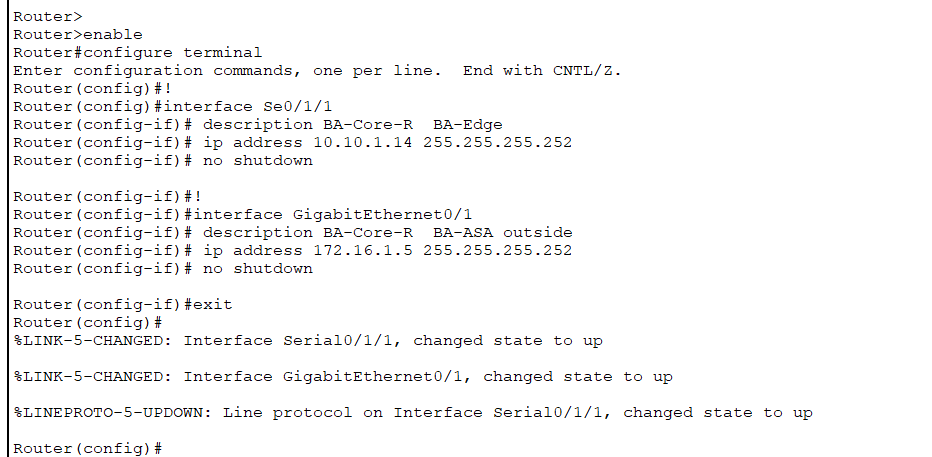 Router>
Router>enable
Router#configure terminal
Enter configuration commands, one per line.  End with CNTL/Z.
Router(config)#!
Router(config)#interface Se0/1/1
Router(config-if)# description BA-Core-R  BA-Edge
Router(config-if)# ip address 10.10.1.14 255.255.255.252
Router(config-if)# no shutdown
Router(config-if)#!
Router(config-if)#interface GigabitEthernet0/1
Router(config-if)# description BA-Core-R  BA-ASA outside
Router(config-if)# ip address 172.16.1.5 255.255.255.252
Router(config-if)# no shutdown
Router(config-if)#exit
Router(config)#
%LINK-5-CHANGED: Interface Serial0/1/1, changed state to up
%LINK-5-CHANGED: Interface GigabitEthernet0/1, changed state to up
%LINEPROTO-5-UPDOWN: Line protocol on Interface Serial0/1/1, changed state to up
Router(config)#